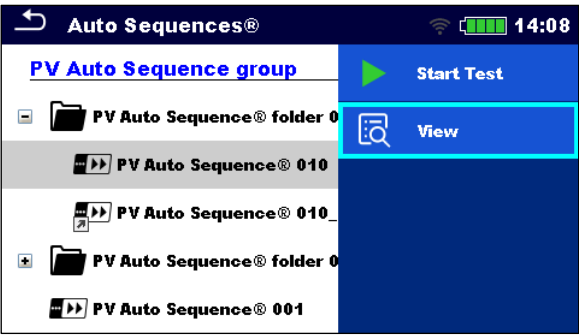 Auto Sequences® 14:08
PV Auto Sequence group
Start Test
PV Auto Sequence® folder 0
View
PV Auto Sequence® 010
PV Auto Sequence® 010_
PV Auto Sequence® folder 0
PV Auto Sequence® 001